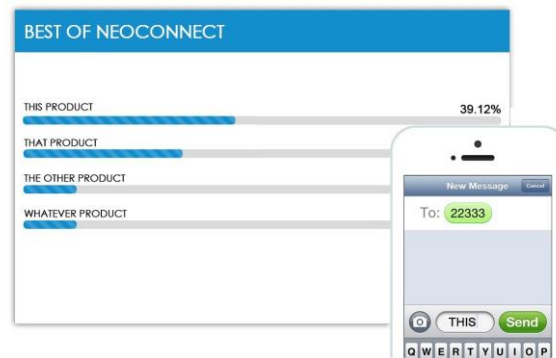 BEST OF NEOCONNECT
THIS PRODUCT
39.12%
THAT PRODUCT
THE OTHER PRODUCT
WHATEVER PRODUCT
New Message
Cancel
To: 22333
THIS
Send
Q W E R T Y U I O P